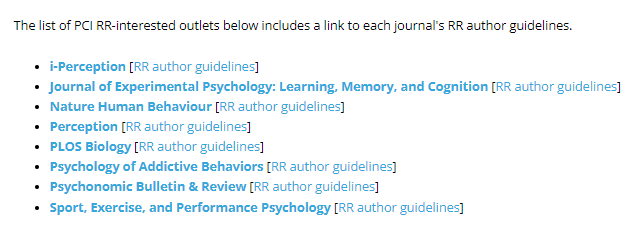 The list of PCI RR-interested outlets below includes a link to each journal's RR author guidelines.
• i-Perception [RR author guidelines]
• Journal of Experimental Psychology: Learning, Memory, and Cognition [RR author guidelines]
• Nature Human Behaviour [RR author guidelines]
• Perception [RR author guidelines]
• PLOS Biology [RR author guidelines]
• Psychology of Addictive Behaviors [RR author guidelines]
• Psychonomic Bulletin & Review [RR author guidelines]
• Sport, Exercise, and Performance Psychology [RR author guidelines]